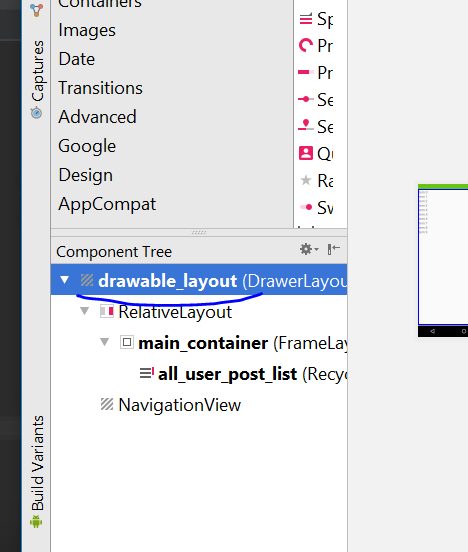 Containers
Images
Date
Transitions
Advanced
Google
Design
AppCompat
Sp
Pr
Pr
Se
Se
Qu
Ra
Sw
Captures
Build Variants
Component Tree
drawable_layout (DrawerLayou
RelativeLayout
main_container (FrameLay
all_user_post_list (Recyc
NavigationView